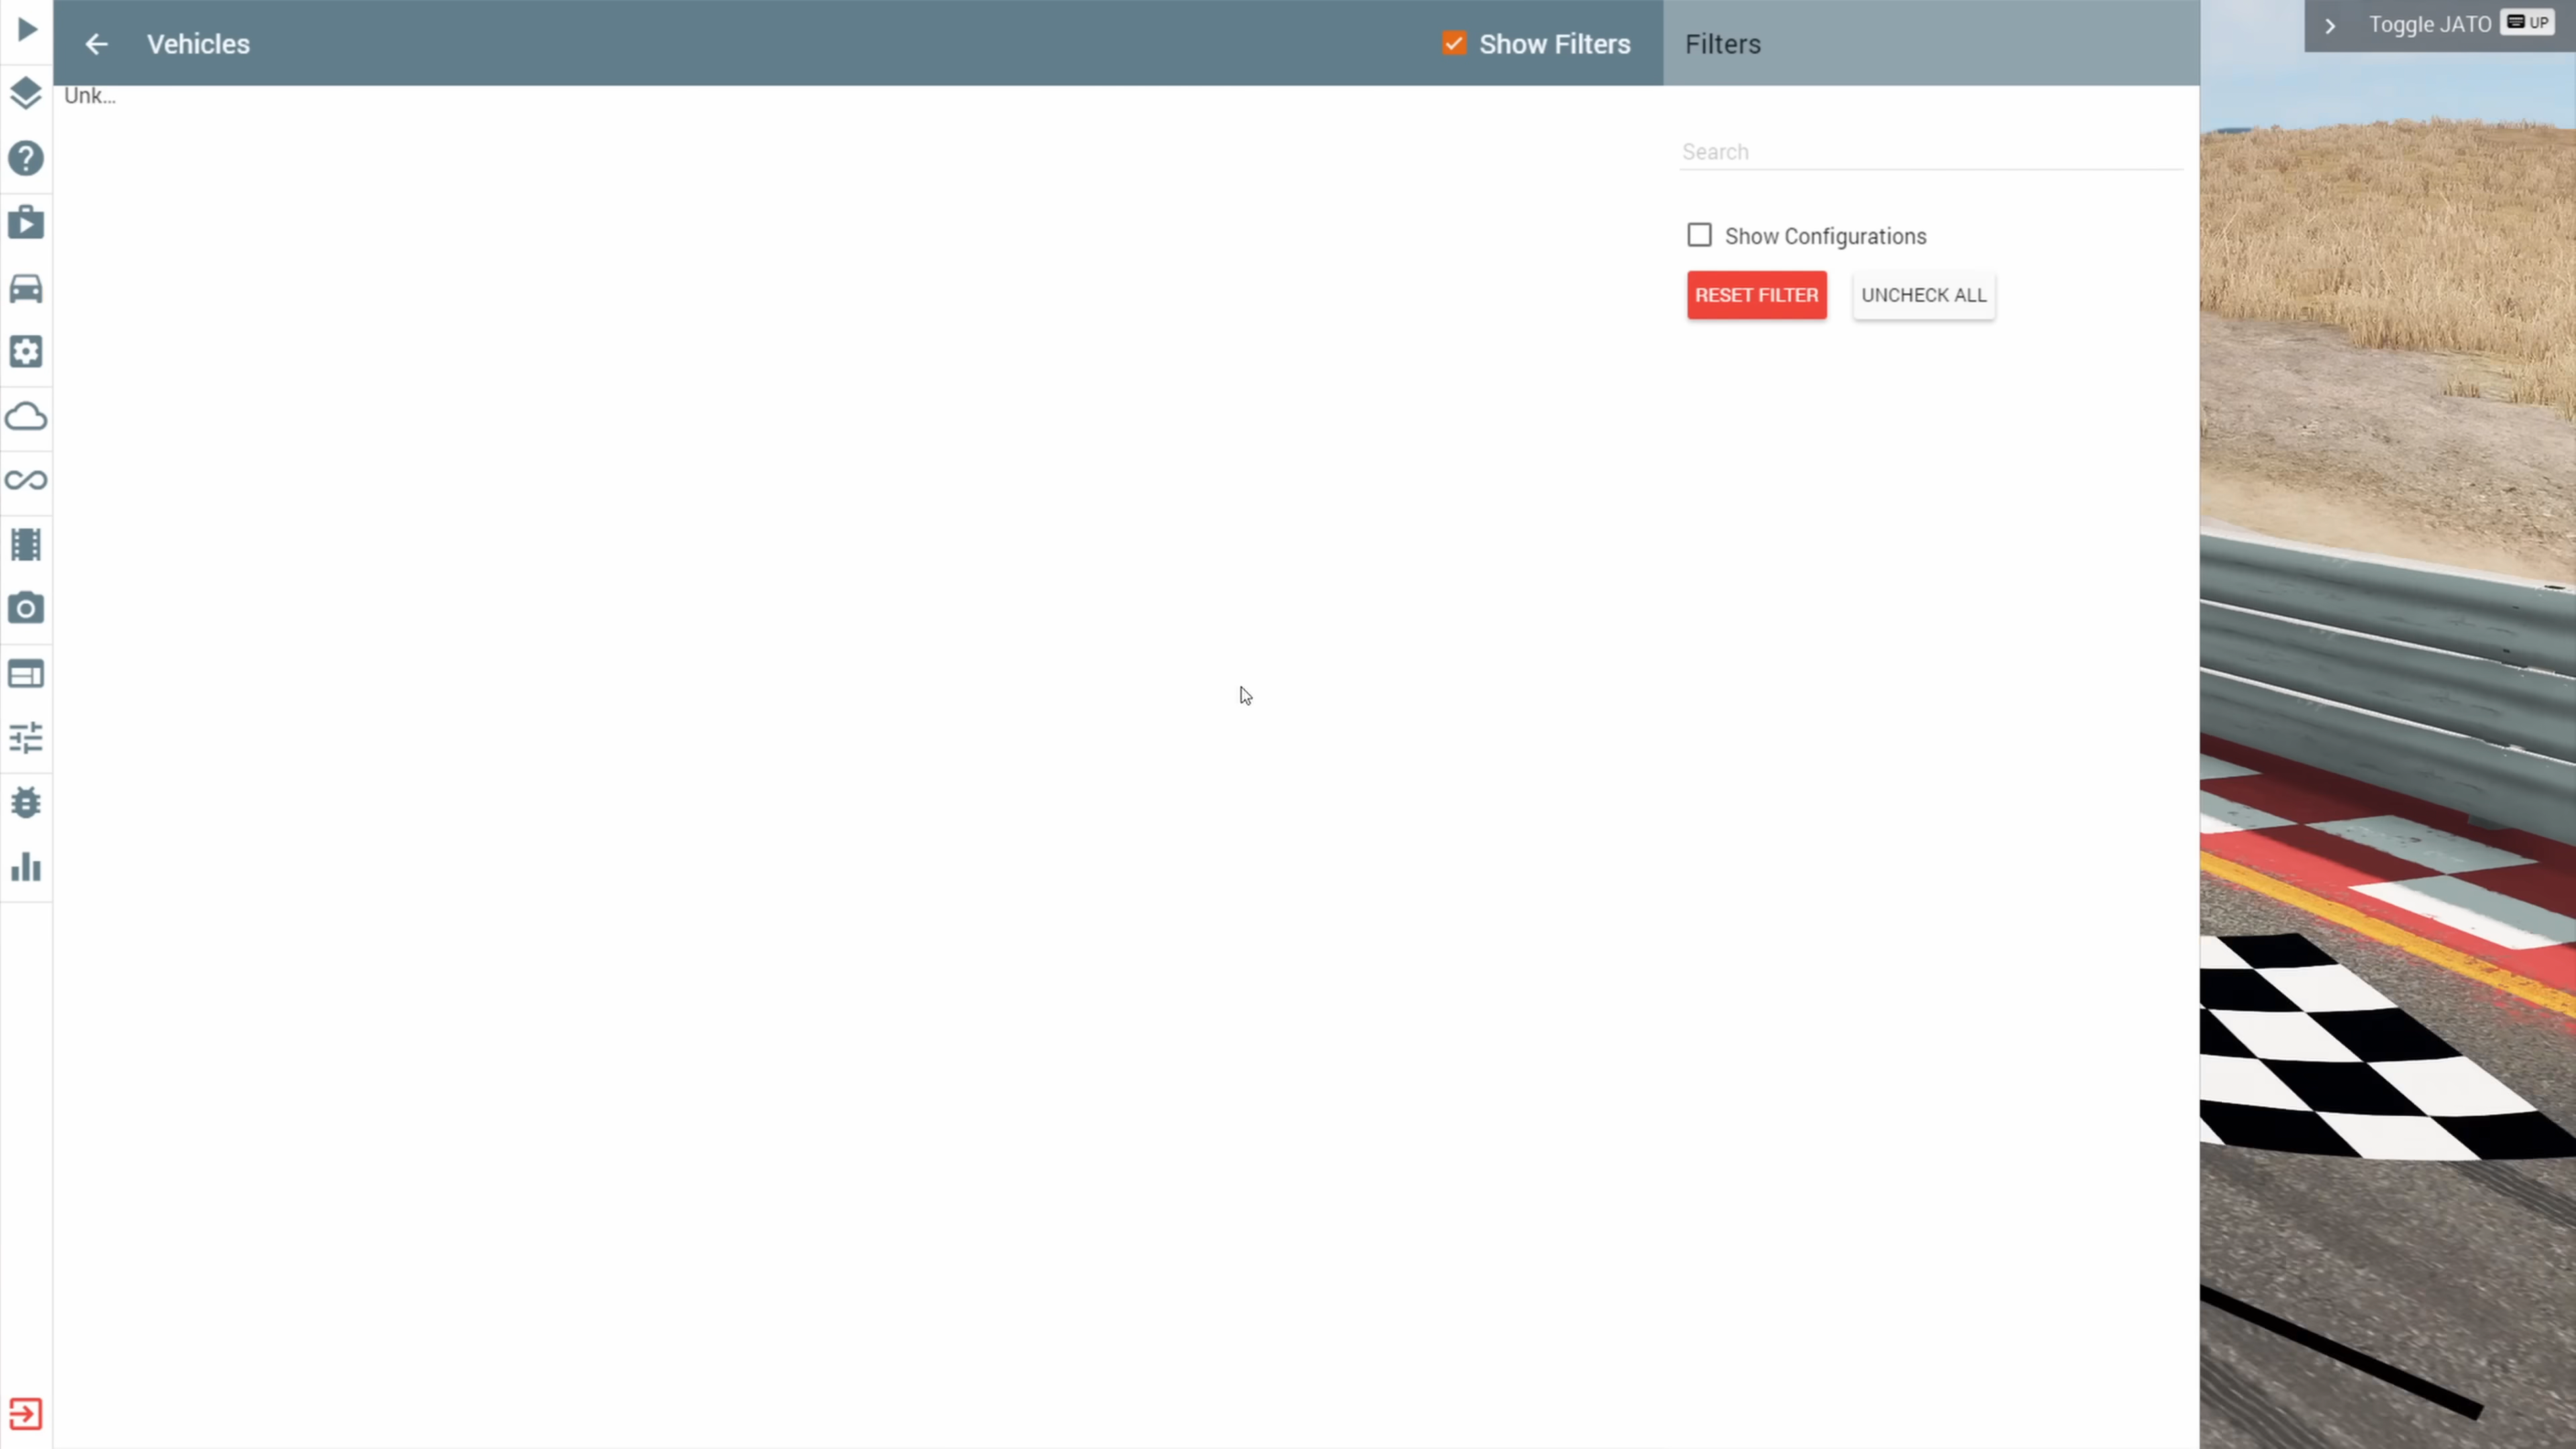 Vehicles
Show Filters
Filters
Toggle JATO
UP
Unk...
Search
Show Configurations
RESET FILTER
UNCHECK ALL